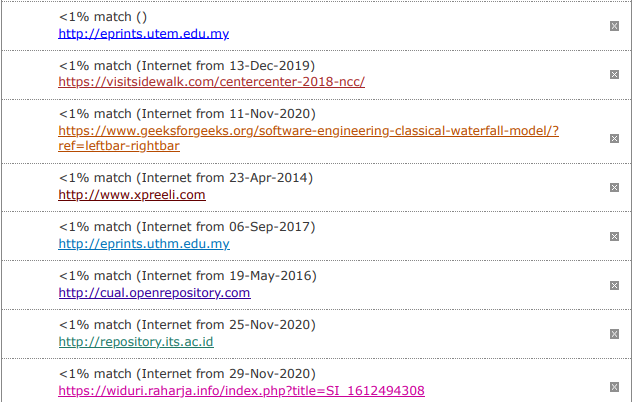 <1% match ()
http://eprints.utem.edu.my
<1% match (Internet from 13-Dec-2019)
https://visitsidewalk.com/centercenter-2018-ncc/
<1% match (Internet from 11-Nov-2020)
https://www.geeksforgeeks.org/software-engineering-classical-waterfall-model/?
ref=leftbar-rightbar
<1% match (Internet from 23-Apr-2014)
http://www.xpreeli.com
<1% match (Internet from 06-Sep-2017)
http://eprints.uthm.edu.my
<1% match (Internet from 19-May-2016)
http://cual.openrepository.com
<1% match (Internet from 25-Nov-2020)
http://repository.its.ac.id
<1% match (Internet from 29-Nov-2020)
https://widuri.raharja.info/index.php?title=SI_1612494308